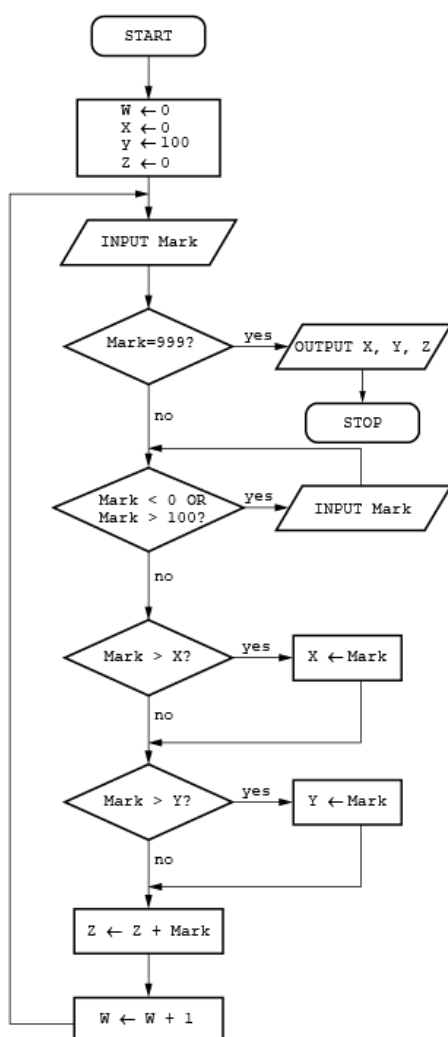 START
W ← 0
X ← 0
y ← 100
Z ← 0
INPUT Mark
Mark=999?
yes
OUTPUT X, Y, Z
no
STOP
Mark < 0 OR
Mark > 100?
yes
INPUT Mark
no
Mark > X?
yes
X ← Mark
no
Mark > Y?
yes
Y ← Mark
no
Z ← Z + Mark
W ← W + 1